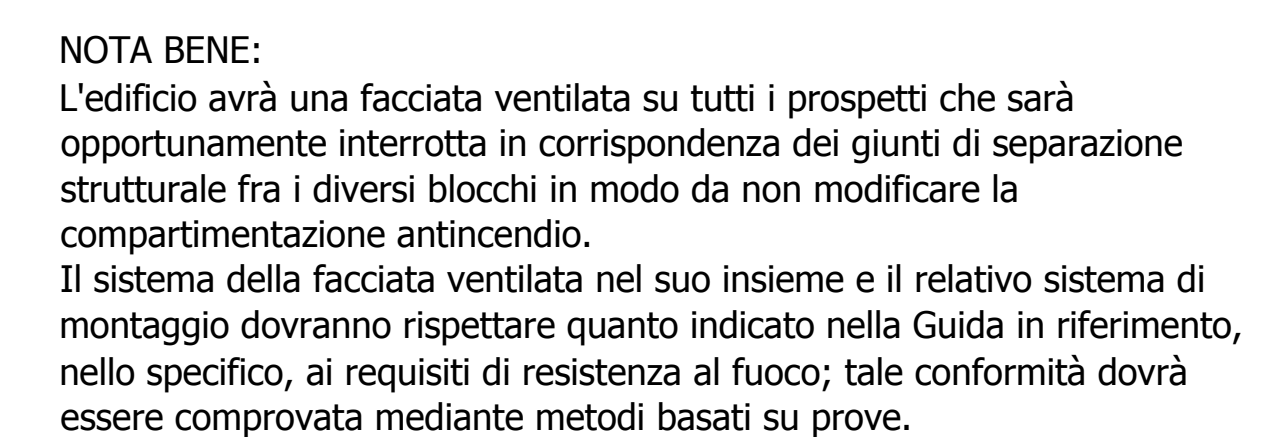 NOTA BENE:
L'edificio avrà una facciata ventilata su tutti i prospetti che sarà
opportunamente interrotta in corrispondenza dei giunti di separazione
strutturale fra i diversi blocchi in modo da non modificare la
compartimentazione antincendio.
Il sistema della facciata ventilata nel suo insieme e il relativo sistema di
montaggio dovranno rispettare quanto indicato nella Guida in riferimento,
nello specifico, ai requisiti di resistenza al fuoco; tale conformità dovrà
essere comprovata mediante metodi basati su prove.